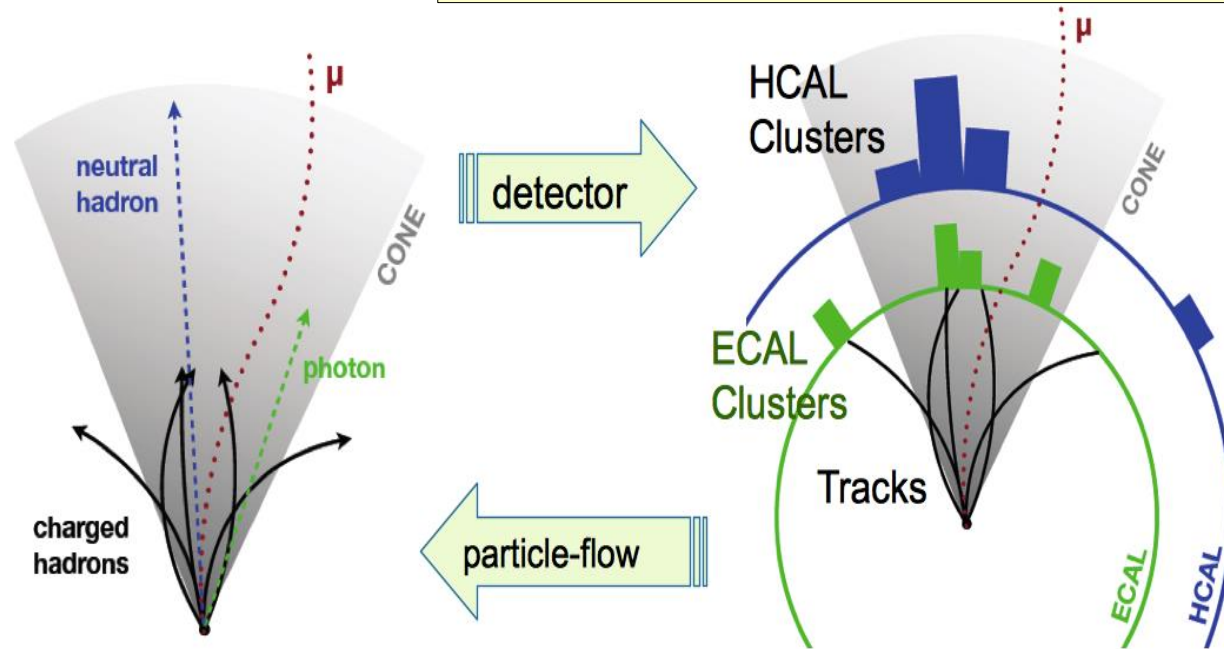 μ
neutral
hadron
CONE
photon
charged
hadrons
detector
particle-flow
μ
HCAL
Clusters
CONE
ECAL
Clusters
Tracks
ECAL
HCAL